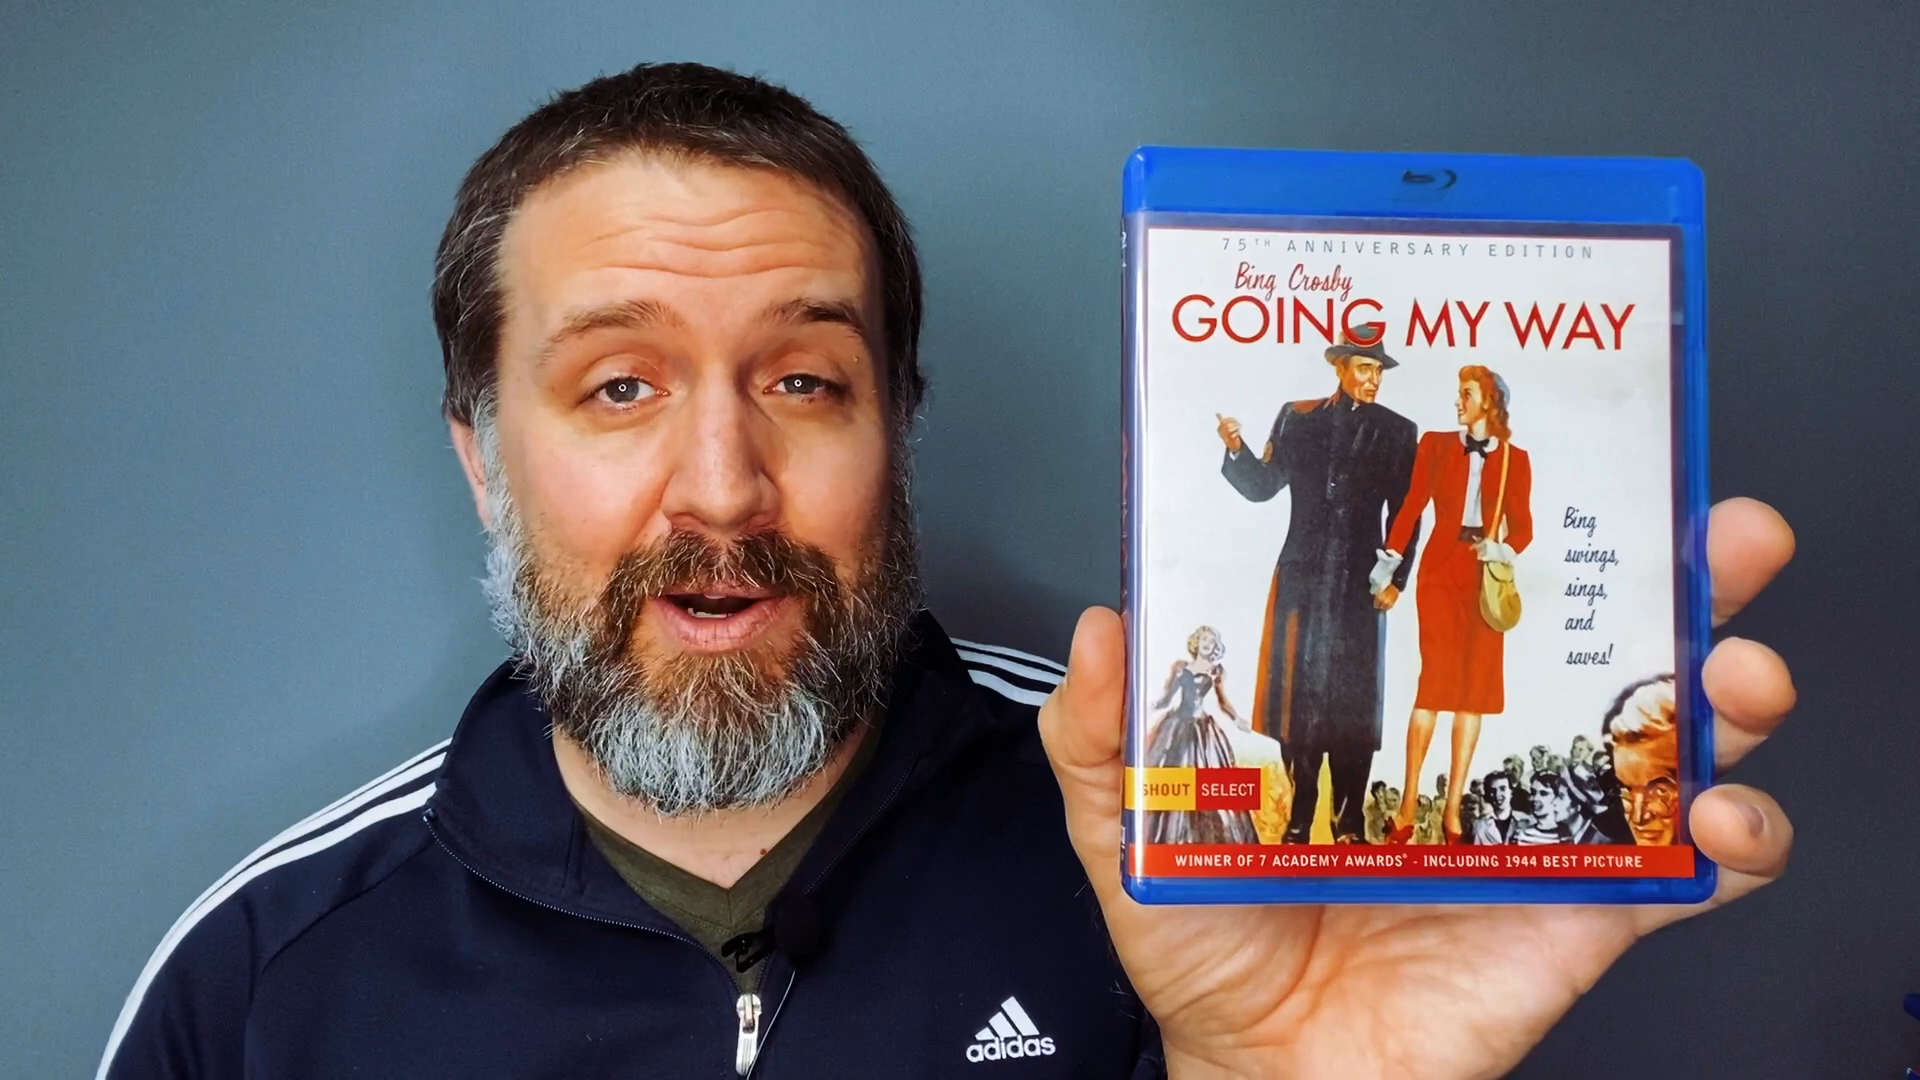 75TH ANNIVERSARY EDITION
Bing Crosby
GOING MY WAY
Bing
swings,
sings,
and
saves!
SHOUT SELECT
WINNER OF 7 ACADEMY AWARDS® - INCLUDING 1944 BEST PICTURE
adidas